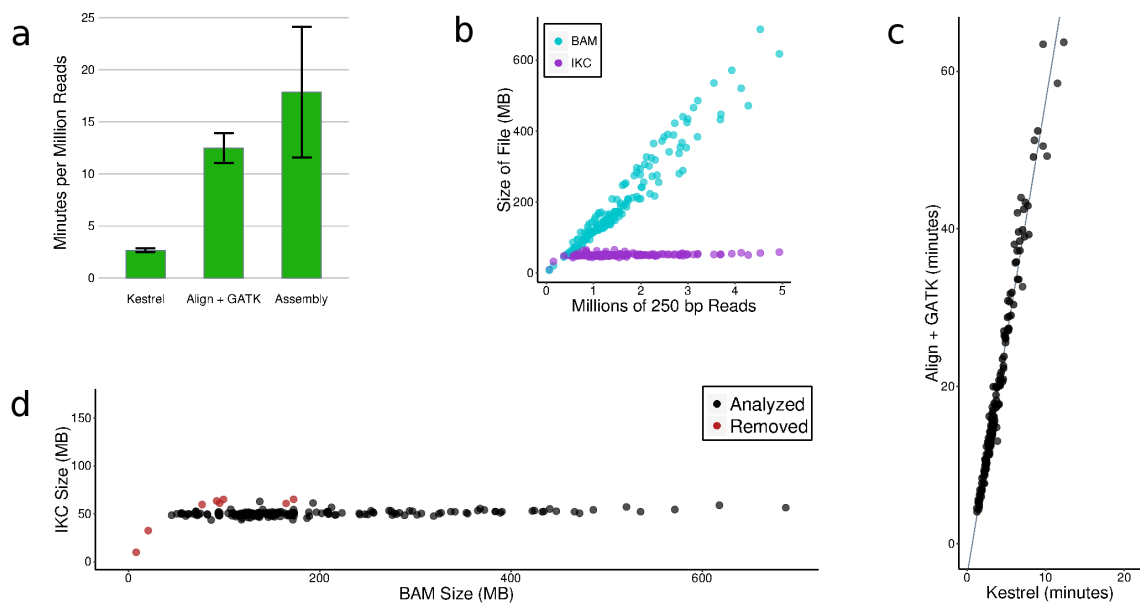 a
Minutes per Million Reads
25
20
15
10
5
0
Kestrel Align + GATK Assembly
b
BAM
IKC
Size of File (MB)
600
400
200
0
0 1 2 3 4 5
Millions of 250 bp Reads
c
Align + GATK (minutes)
60
40
20
0
0 10 20
Kestrel (minutes)
d
Analyzed
Removed
IKC Size (MB)
150
100
50
0
0 200 400 600
BAM Size (MB)